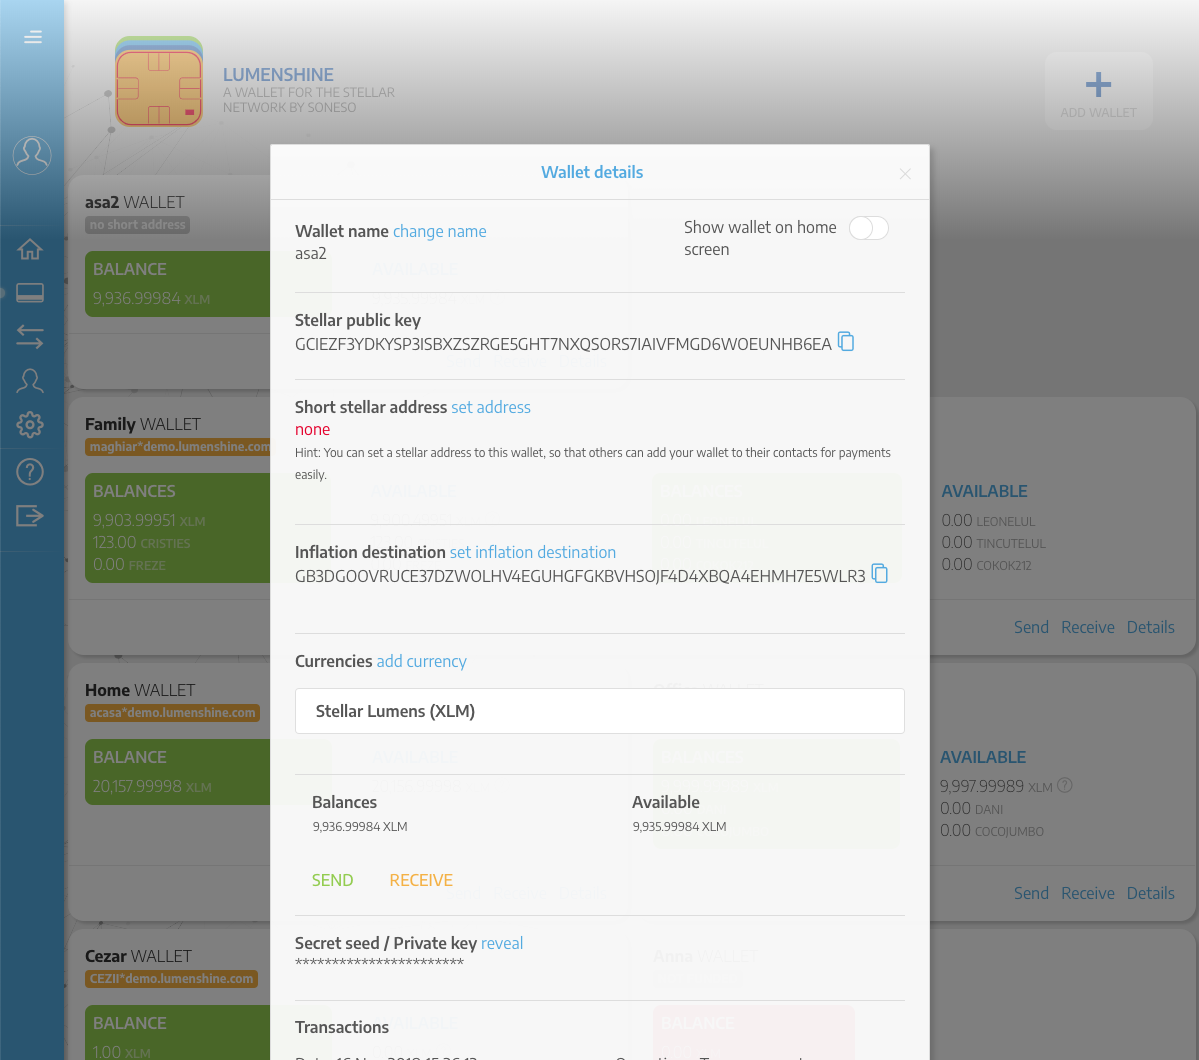 LUMENSHINE
A WALLET FOR THE STELLAR
NETWORK BY SONESO
ADD WALLET
asa2 WALLET
no short address
BALANCE
9,936.99984 XLM
Family WALLET
maghiar*demo.lumenshine.com
BALANCES
9,903.99951 XLM
123.00 CRISTIES
0.00 FREZE
AVAILABLE
0.00 LEONELUL
0.00 TINCUTELUL
0.00 COKOK212
Send Receive Details
Home WALLET
acasa*demo.lumenshine.com
BALANCE
20,157.99998 XLM
AVAILABLE
9,997.99989 XLM
0.00 DANI
0.00 COCOJUMBO
Send Receive Details
Cezar WALLET
CEZII*demo.lumenshine.com
BALANCE
1.00 XLM
Anna WALLET
BALANCE
Wallet details
Wallet name change name
asa2
Show wallet on home
screen
Stellar public key
GCIEZF3YDKYSP3ISBXZSZRGE5GHT7NXQSORS7IAIVFMGD6WOEUNHB6EA
Short stellar address set address
none
Hint: You can set a stellar address to this wallet, so that others can add your wallet to their contacts for payments
easily.
Inflation destination set inflation destination
GB3DGOOVRUCE37DZWOLHV4EGUHGFGKBVHSOJF4D4XBQA4EHMH7E5WLR3
Currencies add currency
Stellar Lumens (XLM)
Balances
9,936.99984 XLM
Available
9,935.99984 XLM
SEND RECEIVE
Secret seed / Private key reveal
***********************
Transactions